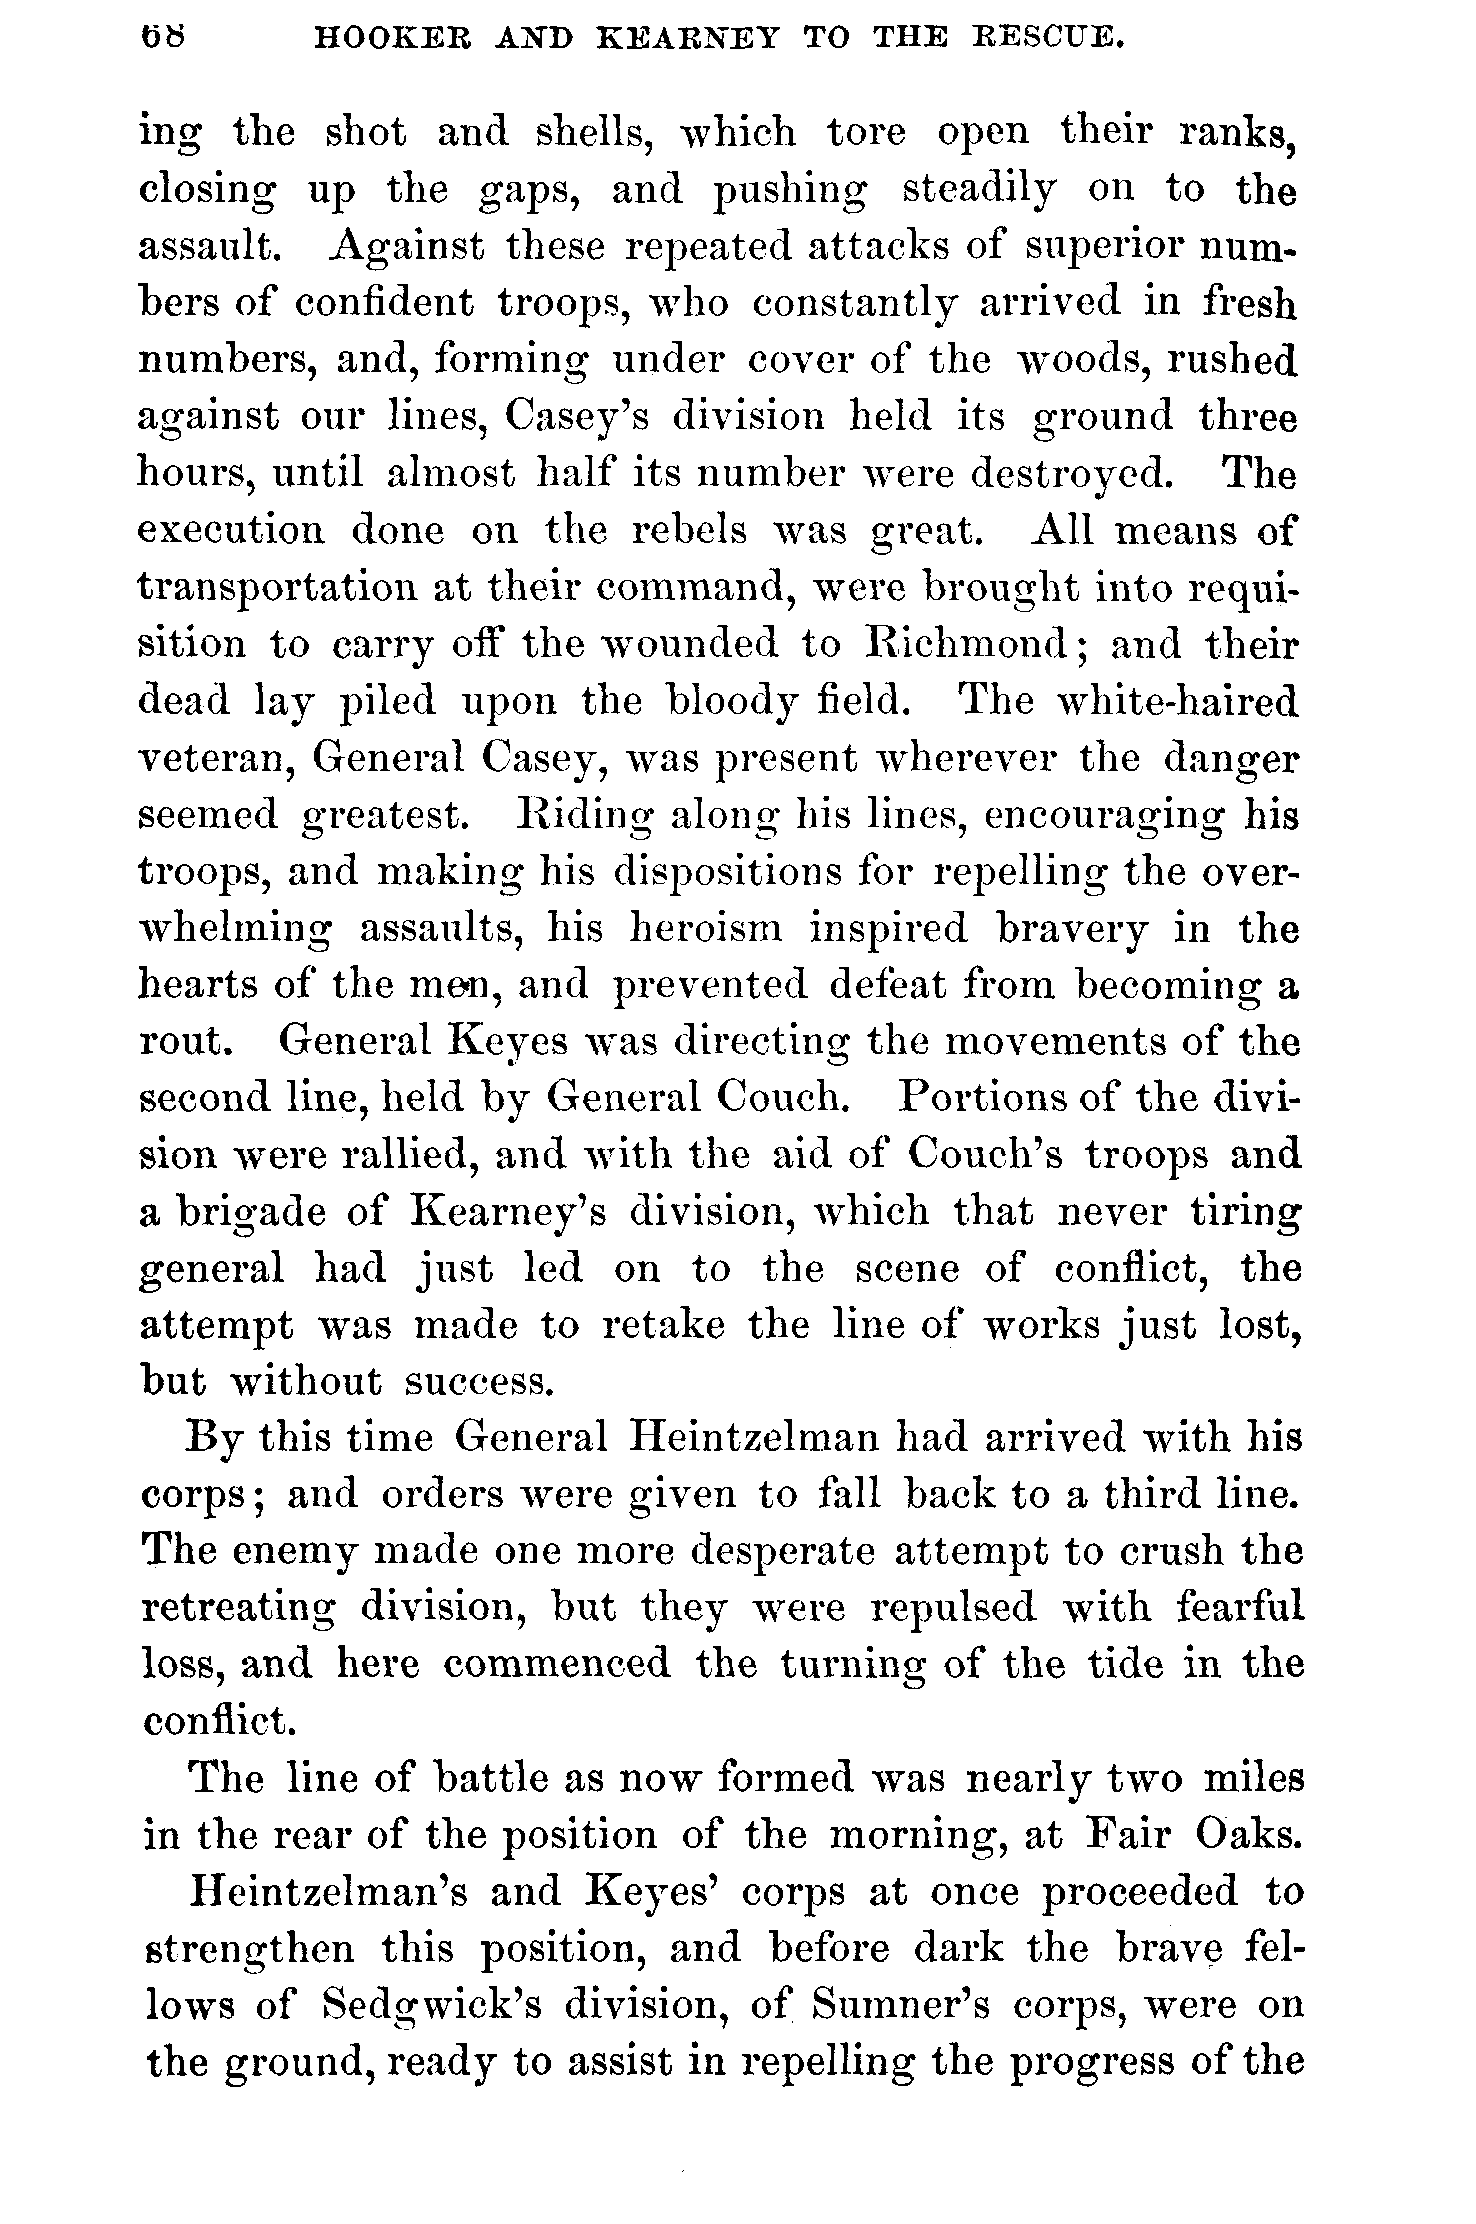 68 HOOKER AND KEARNEY TO THE RESCUE.
ing the shot and shells, which tore open their ranks,
closing up the gaps, and pushing steadily on to the
assault. Against these repeated attacks of superior num-
bers of confident troops, who constantly arrived in fresh
numbers, and, forming under cover of the woods, rushed
against our lines, Casey's division held its ground three
hours, until almost half its number were destroyed. The
execution done on the rebels was great. All means of
transportation at their command, were brought into requi-
sition to carry off the wounded to Richmond; and their
dead lay piled upon the bloody field. The white-haired
veteran, General Casey, was present wherever the danger
seemed greatest. Riding along his lines, encouraging his
troops, and making his dispositions for repelling the over-
whelming assaults, his heroism inspired bravery in the
hearts of the men, and prevented defeat from becoming a
rout. General Keyes was directing the movements of the
second line, held by General Couch. Portions of the divi-
sion were rallied, and with the aid of Couch's troops and
a brigade of Kearney's division, which that never tiring
general had just led on to the scene of conflict, the
attempt was made to retake the line of works just lost,
but without success.
By this time General Heintzelman had arrived with his
corps; and orders were given to fall back to a third line.
The enemy made one more desperate attempt to crush the
retreating division, but they were repulsed with fearful
loss, and here commenced the turning of the tide in the
conflict.
The line of battle as now formed was nearly two miles
in the rear of the position of the morning, at Fair Oaks.
Heintzelman's and Keyes' corps at once proceeded to
strengthen this position, and before dark the brave fel-
lows of Sedgwick's division, of Sumner's corps, were on
the ground, ready to assist in repelling the progress of the